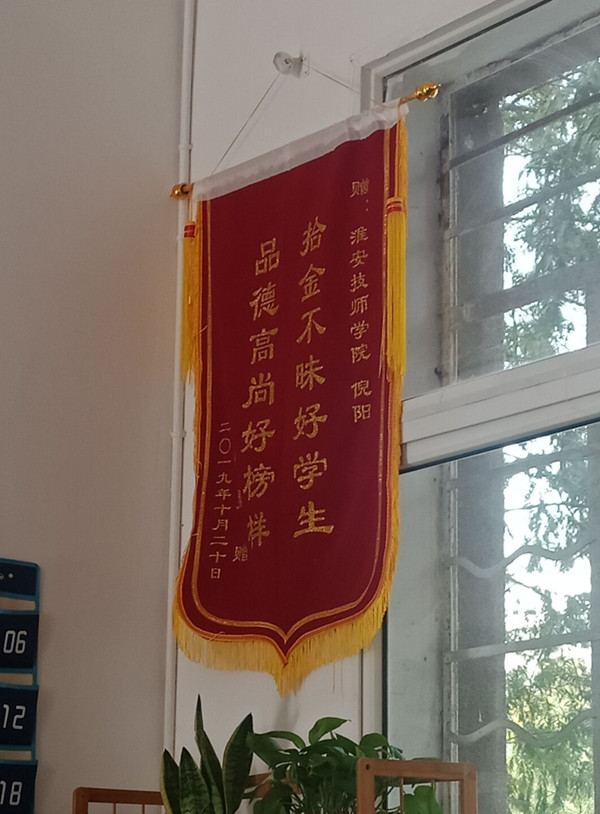 赠：淮安技师学院 倪阳
拾金不昧好学生
品德高尚好榜样
赠
二〇一九年十月二十日
06
12
18